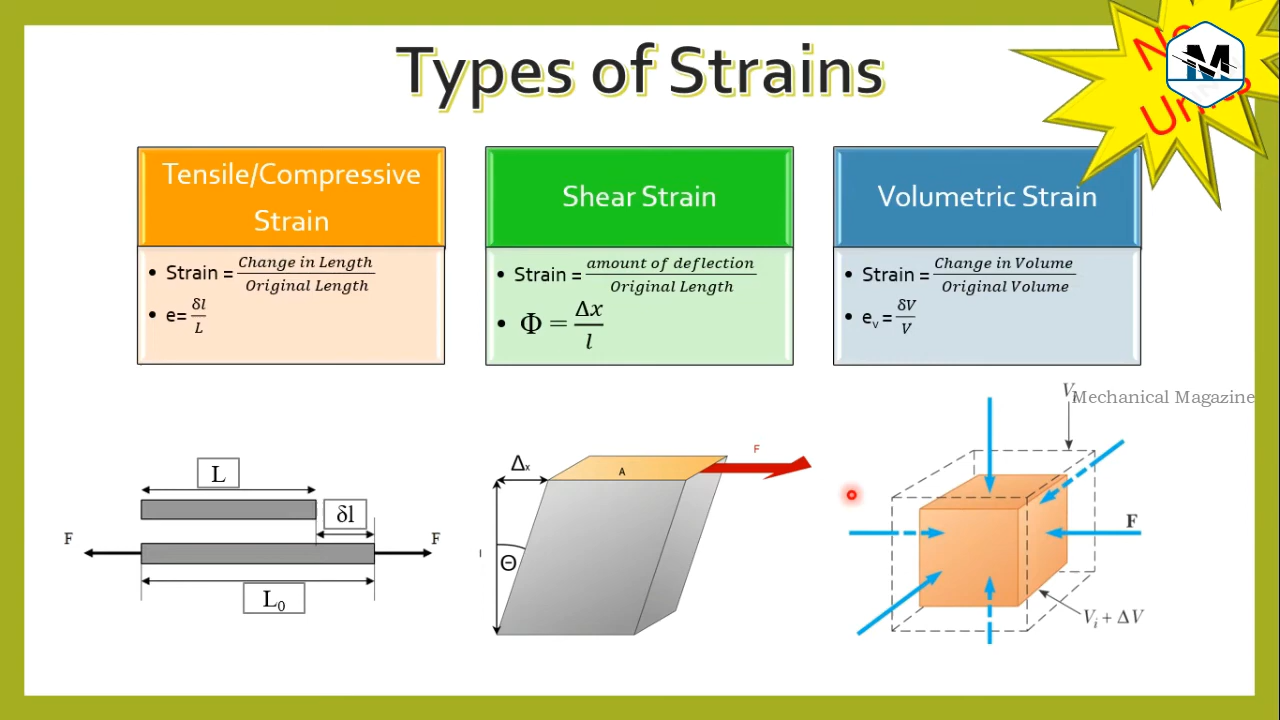 Types of Strains
Tensile/Compressive
Strain
• Strain = Change in Length / Original Length
• e= δl / L
Shear Strain
• Strain = amount of deflection / Original Length
• Φ = Δx / l
Volumetric Strain
• Strain = Change in Volume / Original Volume
• eᵥ = δV / V
Mechanical Magazine
M
L
δl
F
F
L₀
Δx
F
A
l
Θ
F
Vᵢ + ΔV